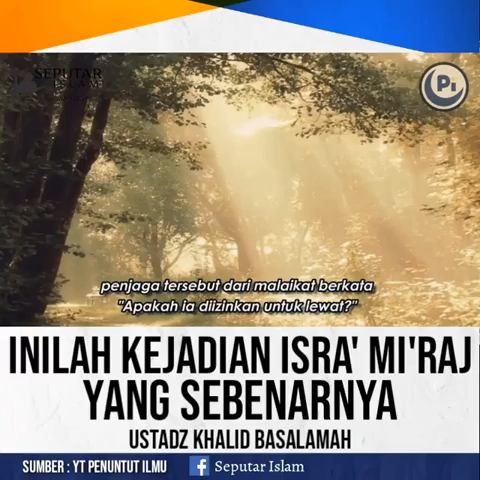 SEPUTAR
ISLAM
Pi
penjaga tersebut dari malaikat berkata
"Apakah ia diizinkan untuk lewat?"
INILAH KEJADIAN ISRA' MI'RAJ
YANG SEBENARNYA
USTADZ KHALID BASALAMAH
SUMBER : YT PENUNTUT ILMU
f Seputar Islam